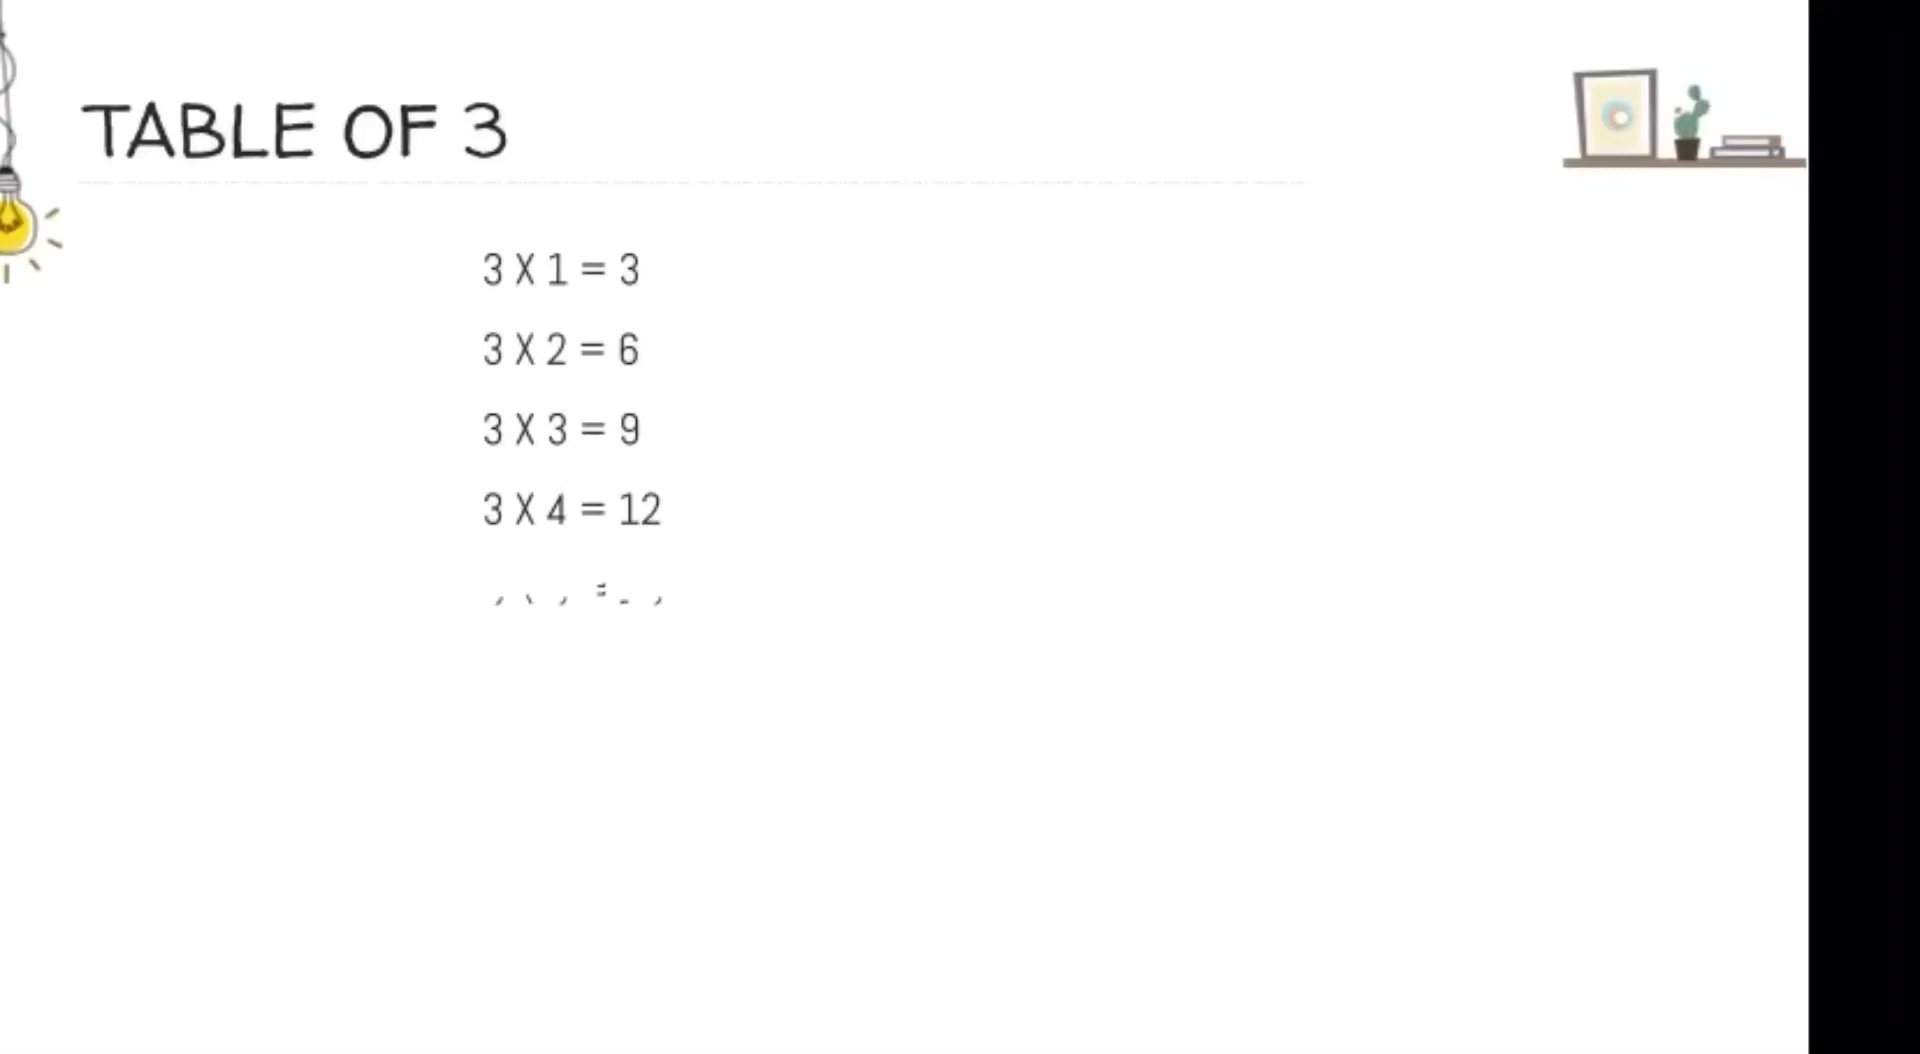 TABLE OF 3
3 X 1 = 3
3 X 2 = 6
3 X 3 = 9
3 X 4 = 12